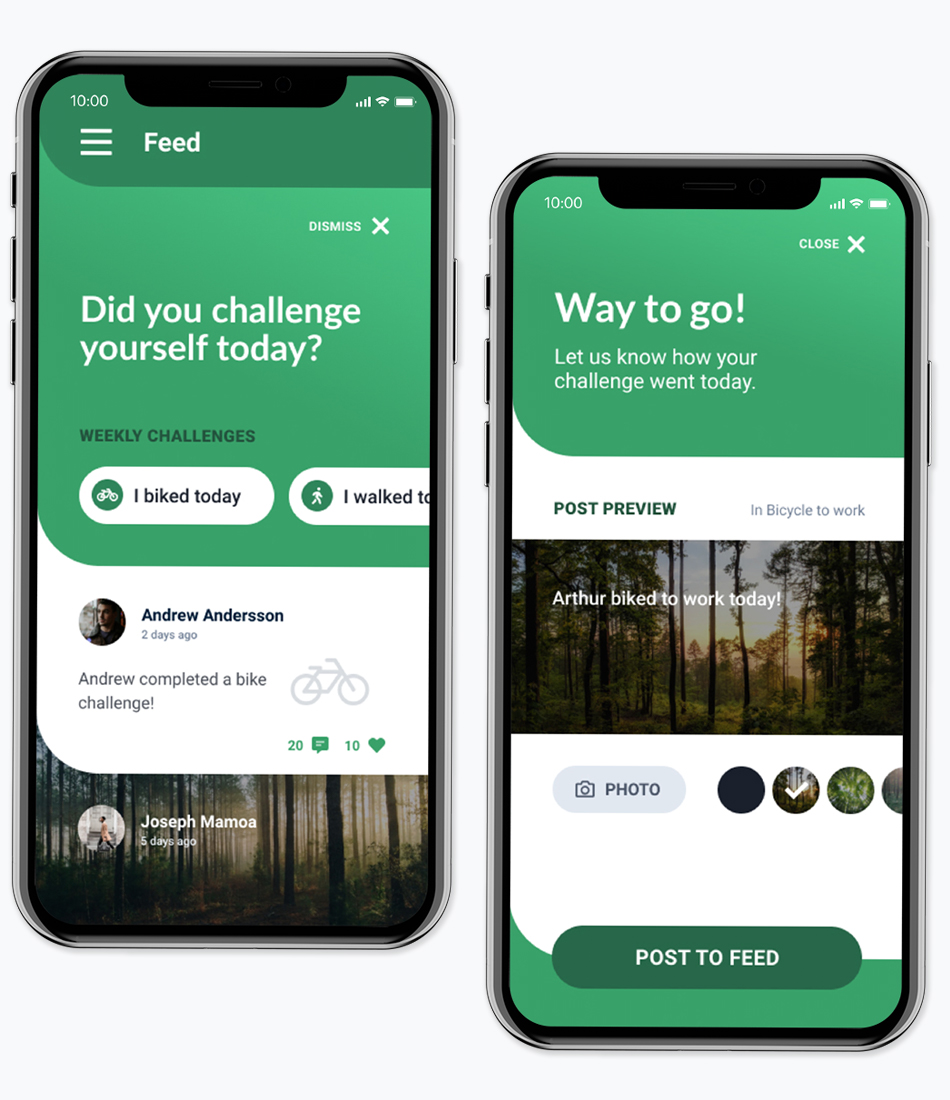 10:00
Feed
DISMISS
Did you challenge
yourself today?
WEEKLY CHALLENGES
I biked today
I walked to
Andrew Andersson
2 days ago
Andrew completed a bike
challenge!
20
10
Joseph Mamoa
5 days ago
10:00
CLOSE
Way to go!
Let us know how your
challenge went today.
POST PREVIEW
In Bicycle to work
Arthur biked to work today!
PHOTO
POST TO FEED